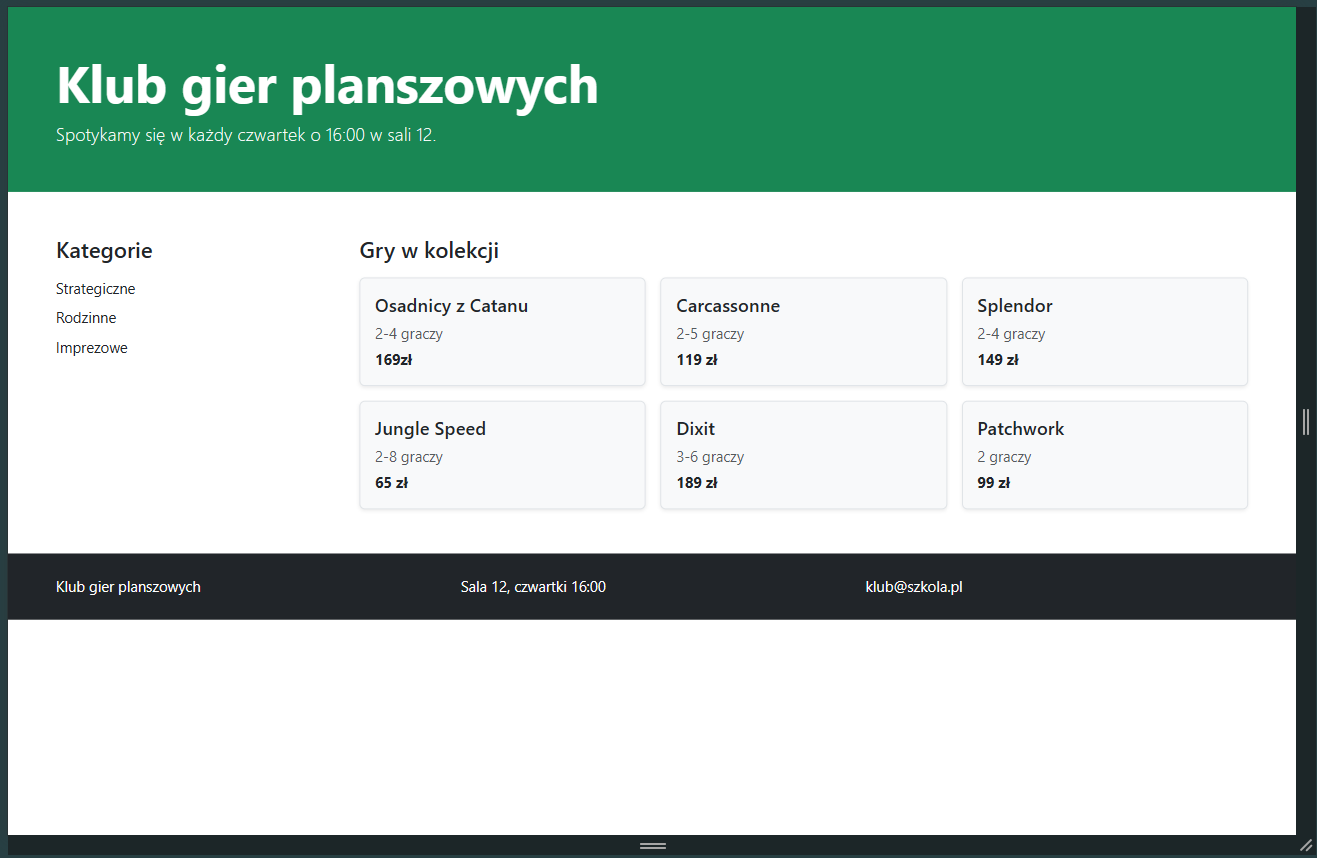 Klub gier planszowych
Spotykamy się w każdy czwartek o 16:00 w sali 12.
Kategorie
Strategiczne
Rodzinne
Imprezowe
Gry w kolekcji
Osadnicy z Catanu
2-4 graczy
169zł
Carcassonne
2-5 graczy
119 zł
Splendor
2-4 graczy
149 zł
Jungle Speed
2-8 graczy
65 zł
Dixit
3-6 graczy
189 zł
Patchwork
2 graczy
99 zł
Klub gier planszowych
Sala 12, czwartki 16:00
klub@szkola.pl